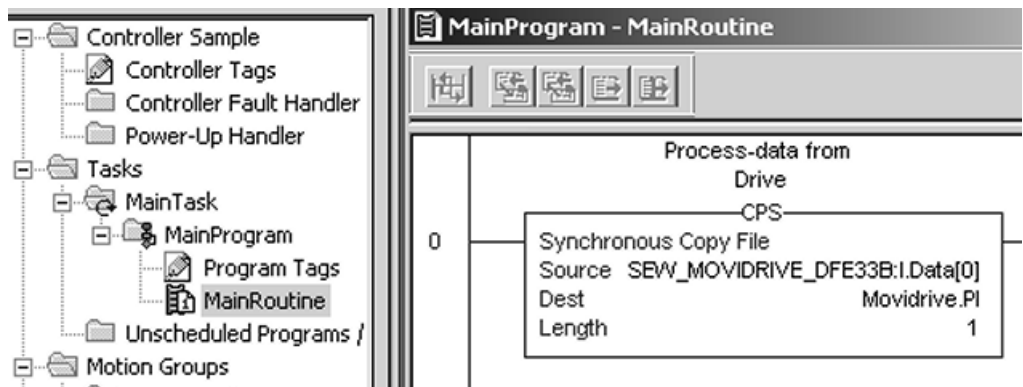 Controller Sample
Controller Tags
Controller Fault Handler
Power-Up Handler
Tasks
MainTask
MainProgram
Program Tags
MainRoutine
Unscheduled Programs /
Motion Groups
MainProgram - MainRoutine
Process-data from
Drive
CPS
0
Synchronous Copy File
Source SEW_MOVIDRIVE_DFE33B:I.Data[0]
Dest Movidrive.PI
Length 1